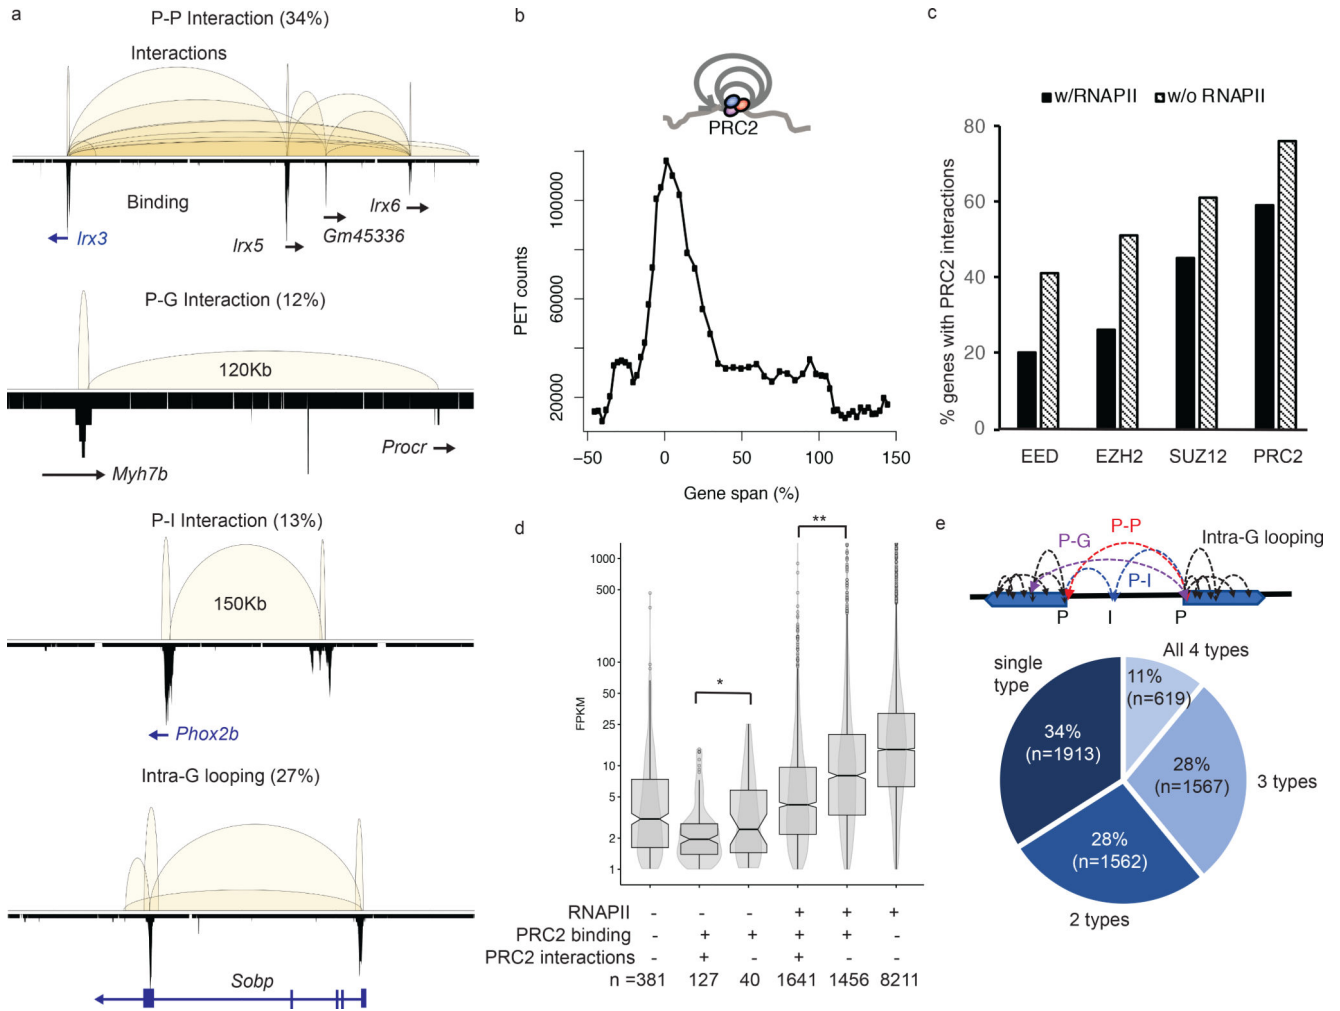 a
P-P Interaction (34%)
Interactions
Binding
Irx3
Irx5
Gm45336
Irx6
P-G Interaction (12%)
120Kb
Procr
Myh7b
P-I Interaction (13%)
150Kb
Phox2b
Intra-G looping (27%)
Sobp
b
PRC2
PET counts
100000
60000
20000
−50 0 50 100 150
Gene span (%)
c
w/RNAPII w/o RNAPII
% genes with PRC2 interactions
80
60
40
20
0
EED EZH2 SUZ12 PRC2
d
**
*
FPKM
1000
500
100
50
25
10
5
2
1
RNAPII - - - + + +
PRC2 binding - + + + + -
PRC2 interactions - + - + - -
n =381 127 40 1641 1456 8211
e
P-P
P-G
Intra-G looping
P-I
P I P
All 4 types
11%
(n=619)
single
type
34%
(n=1913)
28%
(n=1567)
3 types
28%
(n=1562)
2 types